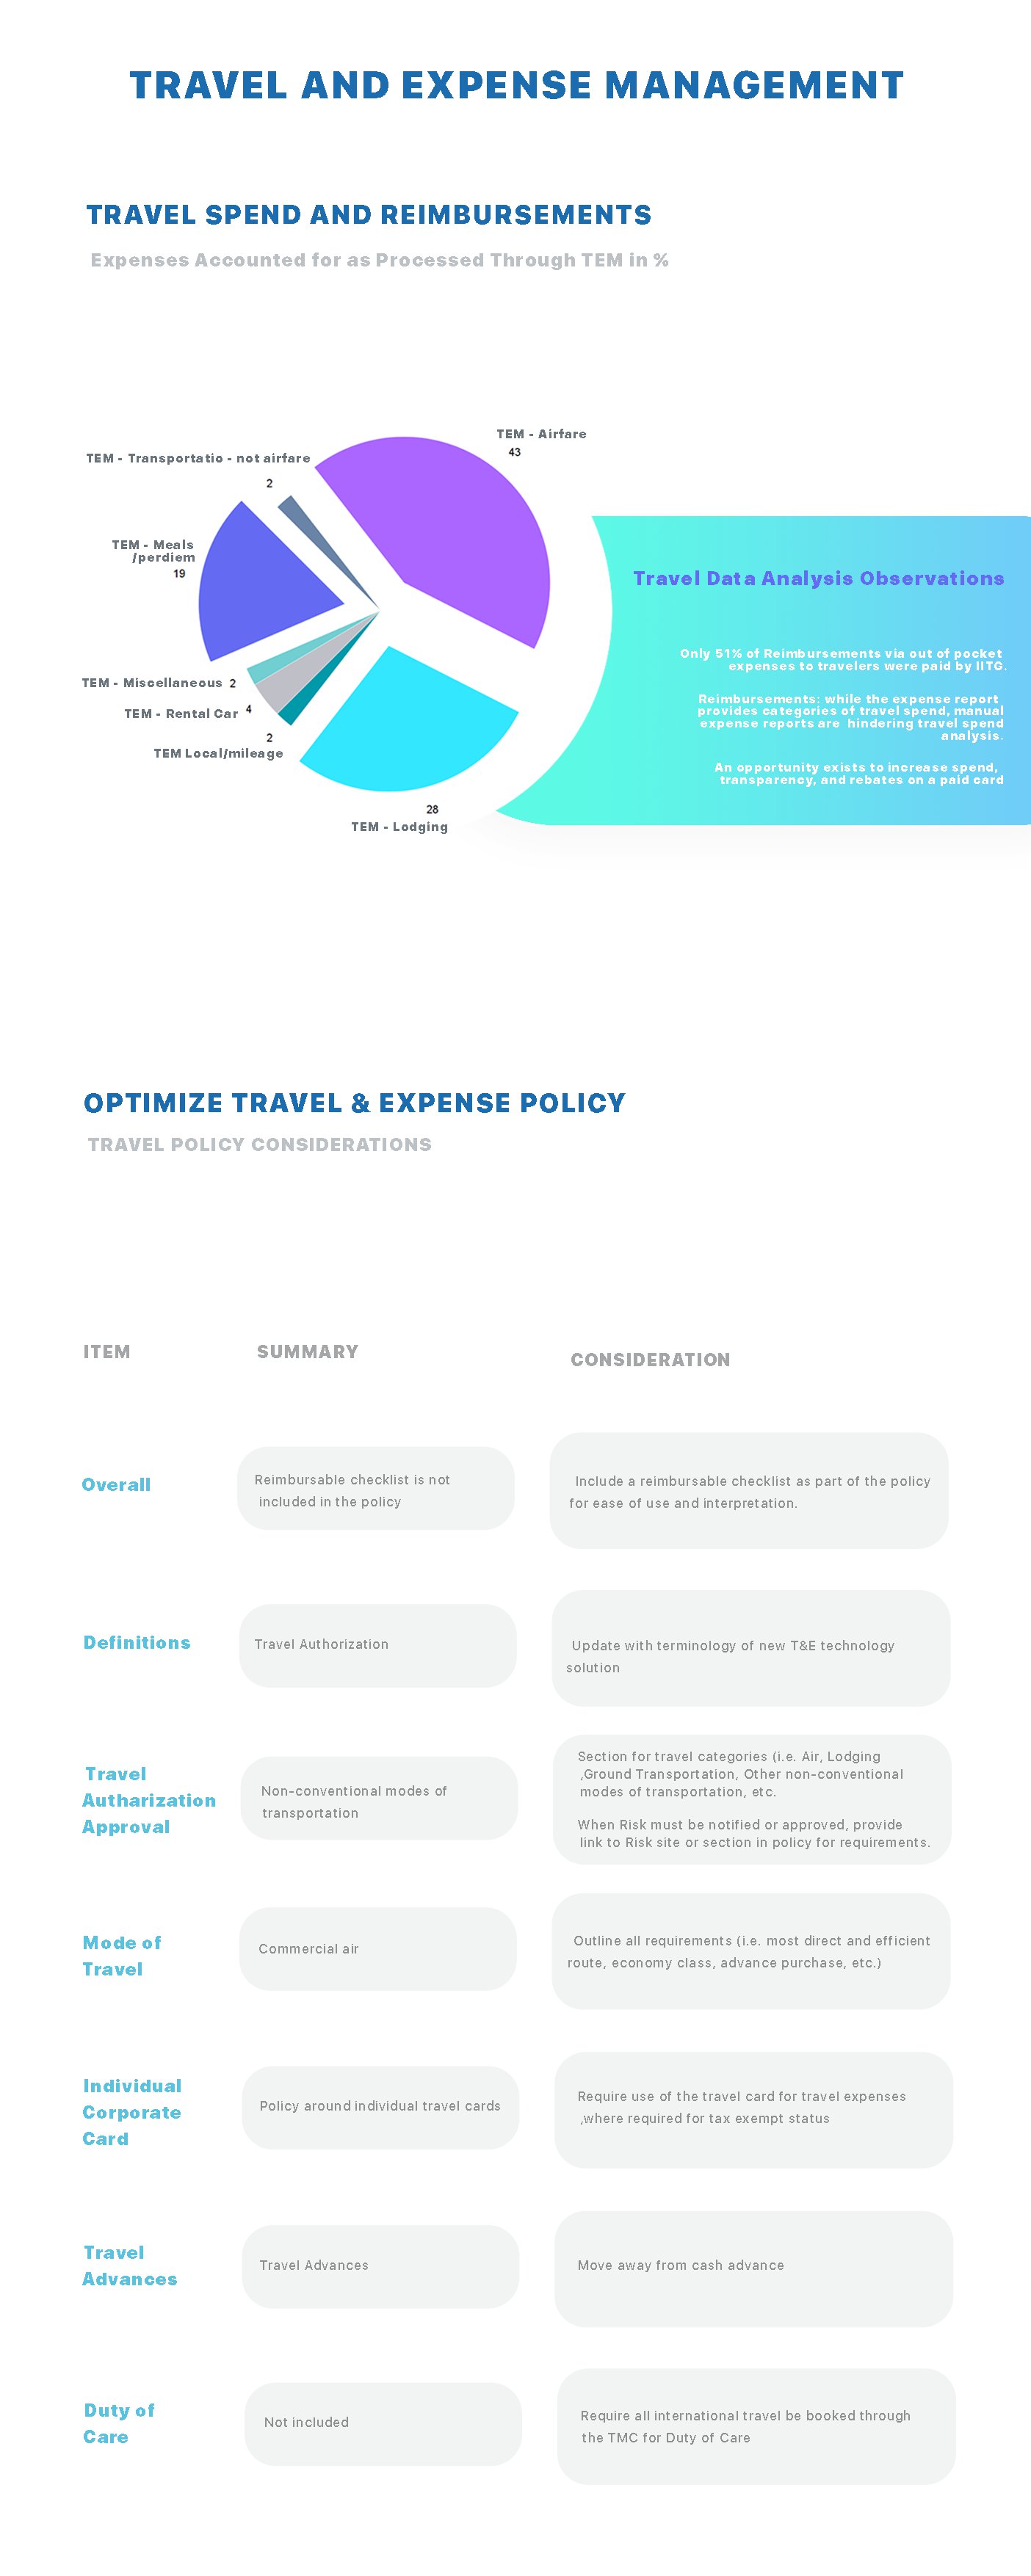 TRAVEL AND EXPENSE MANAGEMENT
TRAVEL SPEND AND REIMBURSEMENTS
Expenses Accounted for as Processed Through TEM in %
TEM - Airfare
43
TEM - Transportatio - not airfare
2
TEM - Meals
/perdiem
19
TEM - Miscellaneous 2
TEM - Rental Car 4
2
TEM Local/mileage
28
TEM - Lodging
Travel Data Analysis Observations
Only 51% of Reimbursements via out of pocket
expenses to travelers were paid by IITG.
Reimbursements: while the expense report
provides categories of travel spend, manual
expense reports are hindering travel spend
analysis.
An opportunity exists to increase spend,
transparency, and rebates on a paid card
OPTIMIZE TRAVEL & EXPENSE POLICY
TRAVEL POLICY CONSIDERATIONS
ITEM
SUMMARY
CONSIDERATION
Overall
Reimbursable checklist is not
included in the policy
Include a reimbursable checklist as part of the policy
for ease of use and interpretation.
Definitions
Travel Authorization
Update with terminology of new T&E technology
solution
Travel
Autharization
Approval
Non-conventional modes of
transportation
Section for travel categories (i.e. Air, Lodging
,Ground Transportation, Other non-conventional
modes of transportation, etc.
When Risk must be notified or approved, provide
link to Risk site or section in policy for requirements.
Mode of
Travel
Commercial air
Outline all requirements (i.e. most direct and efficient
route, economy class, advance purchase, etc.)
Individual
Corporate
Card
Policy around individual travel cards
Require use of the travel card for travel expenses
,where required for tax exempt status
Travel
Advances
Travel Advances
Move away from cash advance
Duty of
Care
Not included
Require all international travel be booked through
the TMC for Duty of Care